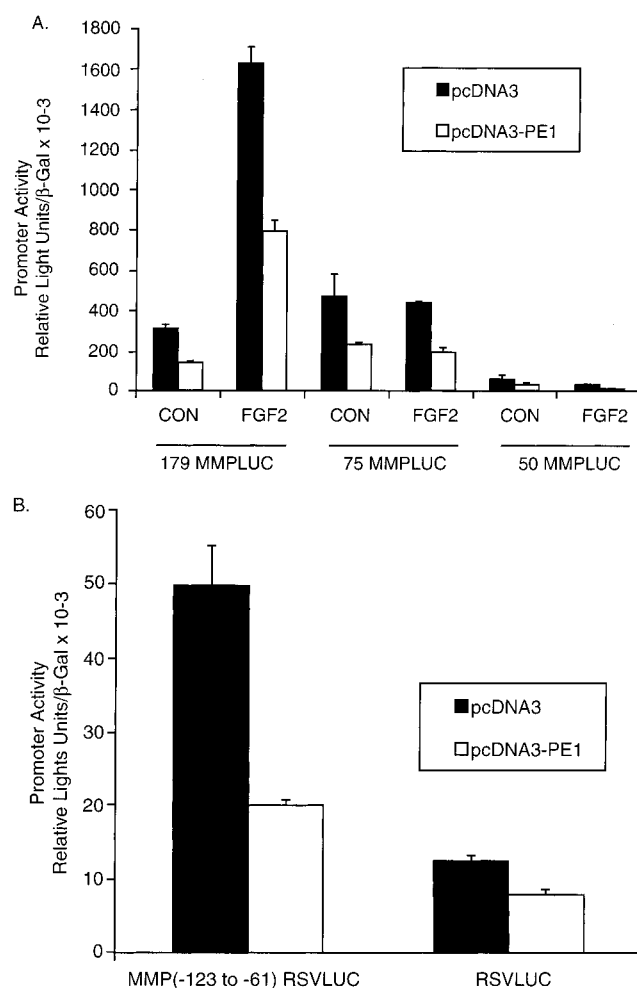 A.
1800
1600
1400
1200
1000
800
600
400
200
0
Promoter Activity
Relative Light Units/β-Gal x 10-3
pcDNA3
pcDNA3-PE1
CON FGF2 CON FGF2 CON FGF2
179 MMPLUC 75 MMPLUC 50 MMPLUC
B.
60
50
40
30
20
10
0
Promoter Activity
Relative Lights Units/β-Gal x 10-3
pcDNA3
pcDNA3-PE1
MMP(-123 to -61) RSVLUC RSVLUC